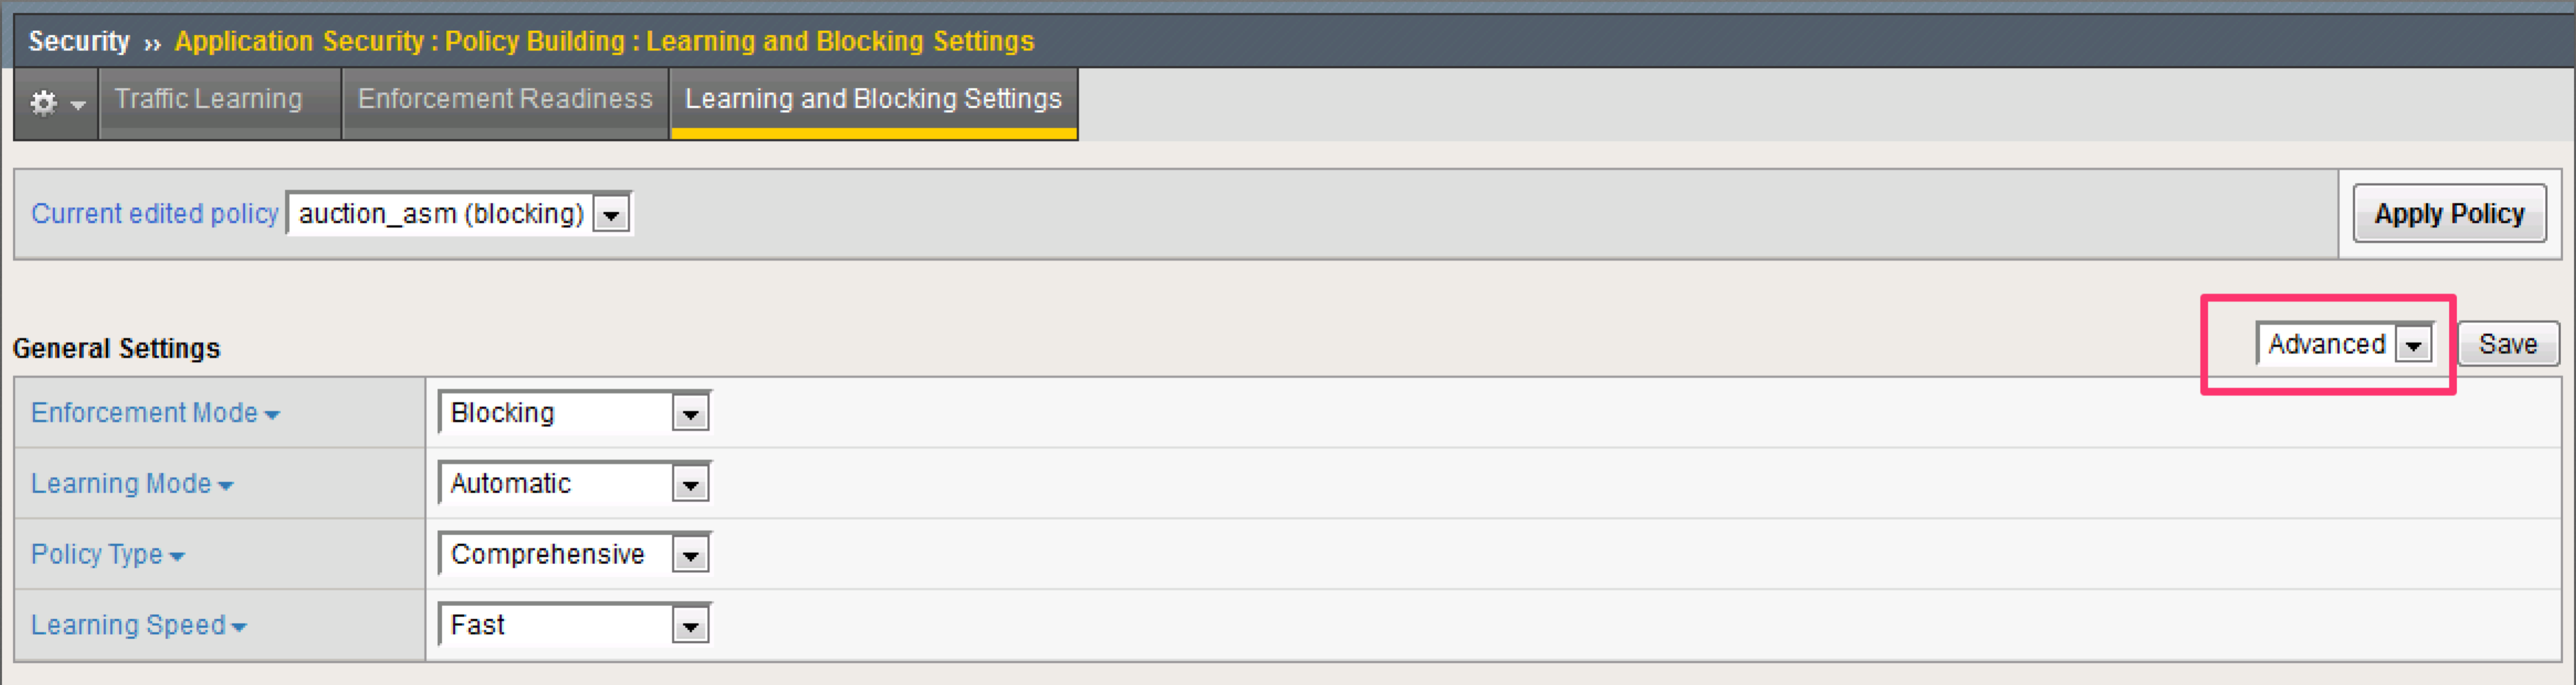 Security ›› Application Security : Policy Building : Learning and Blocking Settings
Traffic Learning Enforcement Readiness Learning and Blocking Settings
Current edited policy auction_asm (blocking) Apply Policy
General Settings Advanced Save
Enforcement Mode Blocking
Learning Mode Automatic
Policy Type Comprehensive
Learning Speed Fast